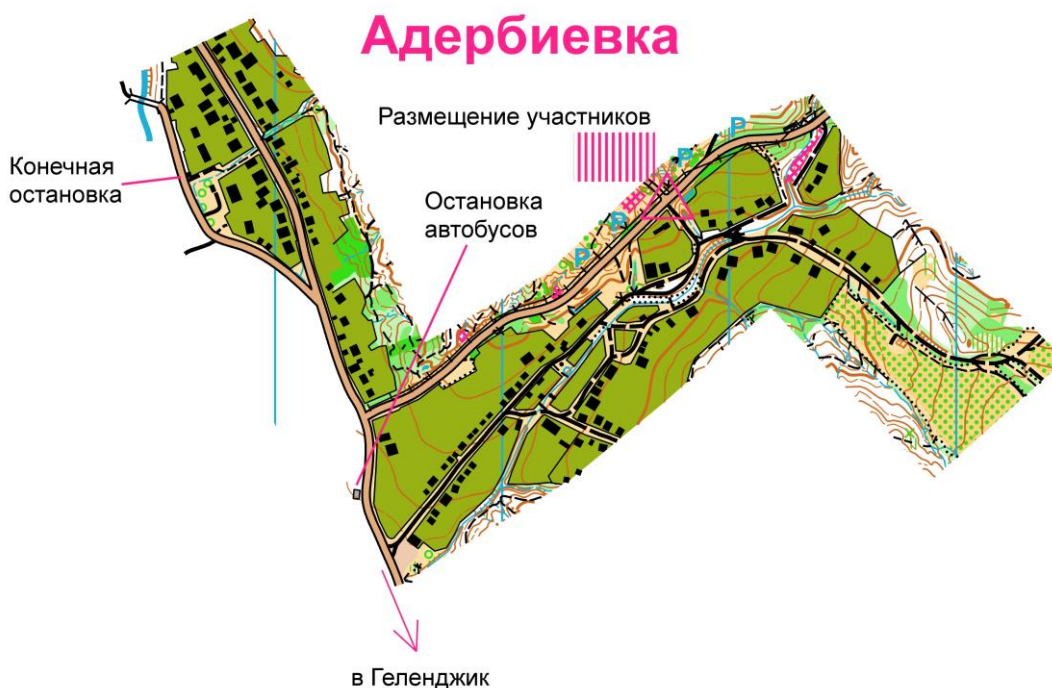 Адербиевка
Размещение участников
P
P
P
P
Конечная
остановка
Остановка
автобусов
в Геленджик